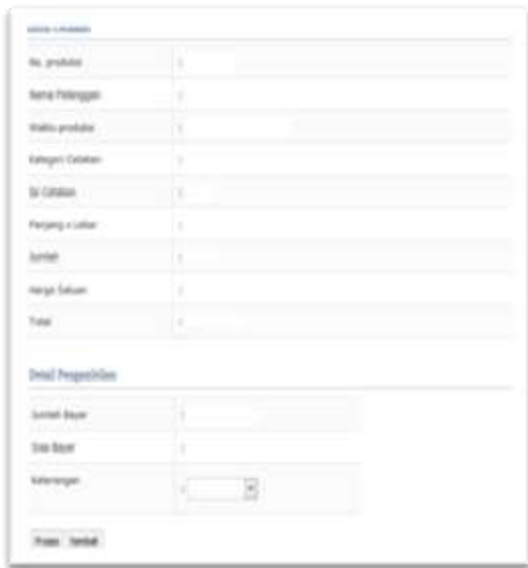 No. produksi :
Nama Pelanggan :
Waktu produksi :
Kategori Cetakan :
Isi Cetakan :
Panjang x Lebar :
Jumlah :
Harga Satuan :
Total :
Detail Pengambilan
Jumlah Bayar :
Sisa Bayar :
Keterangan :
Proses Kembali